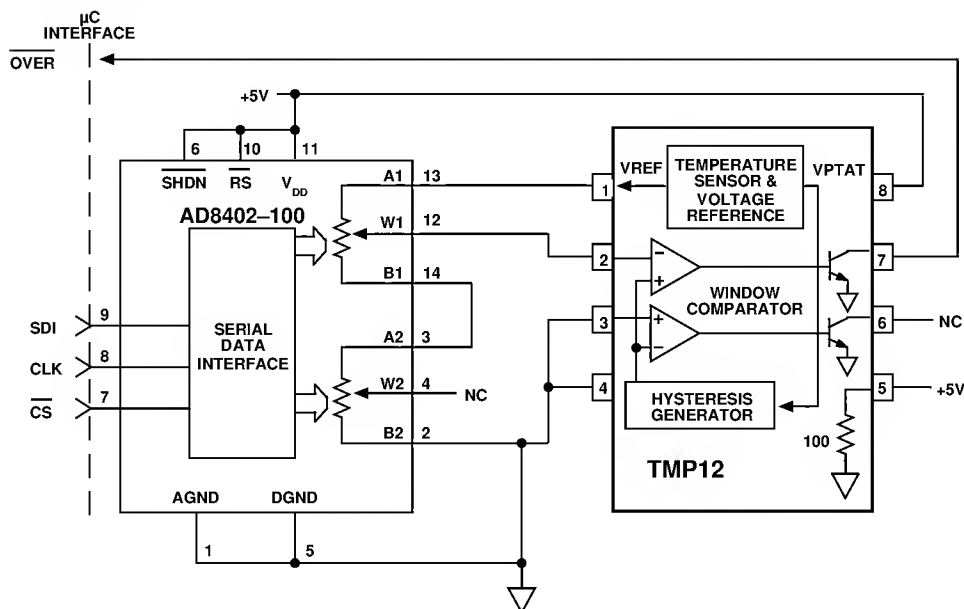 µC
INTERFACE
OVER
+5V
6
10
11
SHDN
RS
VDD
AD8402–100
A1
13
W1
12
B1
14
A2
3
W2
4
NC
B2
2
SERIAL
DATA
INTERFACE
SDI
9
CLK
8
CS
7
AGND
DGND
1
5
VREF
TEMPERATURE
SENSOR &
VOLTAGE
REFERENCE
VPTAT
1
8
2
7
–
+
WINDOW
COMPARATOR
3
6
NC
+
–
4
5
+5V
HYSTERESIS
GENERATOR
100
TMP12